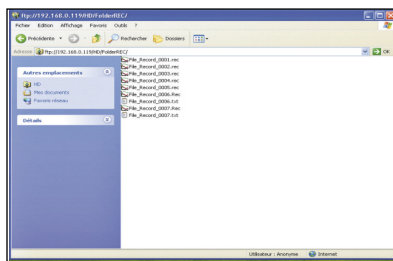 ftp://192.168.0.119/HD/FolderREC/
Fichier Edition Affichage Favoris Outils ?
Précédente Rechercher Dossiers
Adresse ftp://192.168.0.119/HD/FolderREC/ OK
Autres emplacements
HD
Mes documents
Favoris réseau
Détails
File_Record_0001.rec
File_Record_0002.rec
File_Record_0003.rec
File_Record_0004.rec
File_Record_0005.rec
File_Record_0006.Rec
File_Record_0006.txt
File_Record_0007.Rec
File_Record_0007.txt
Utilisateur : Anonyme Internet